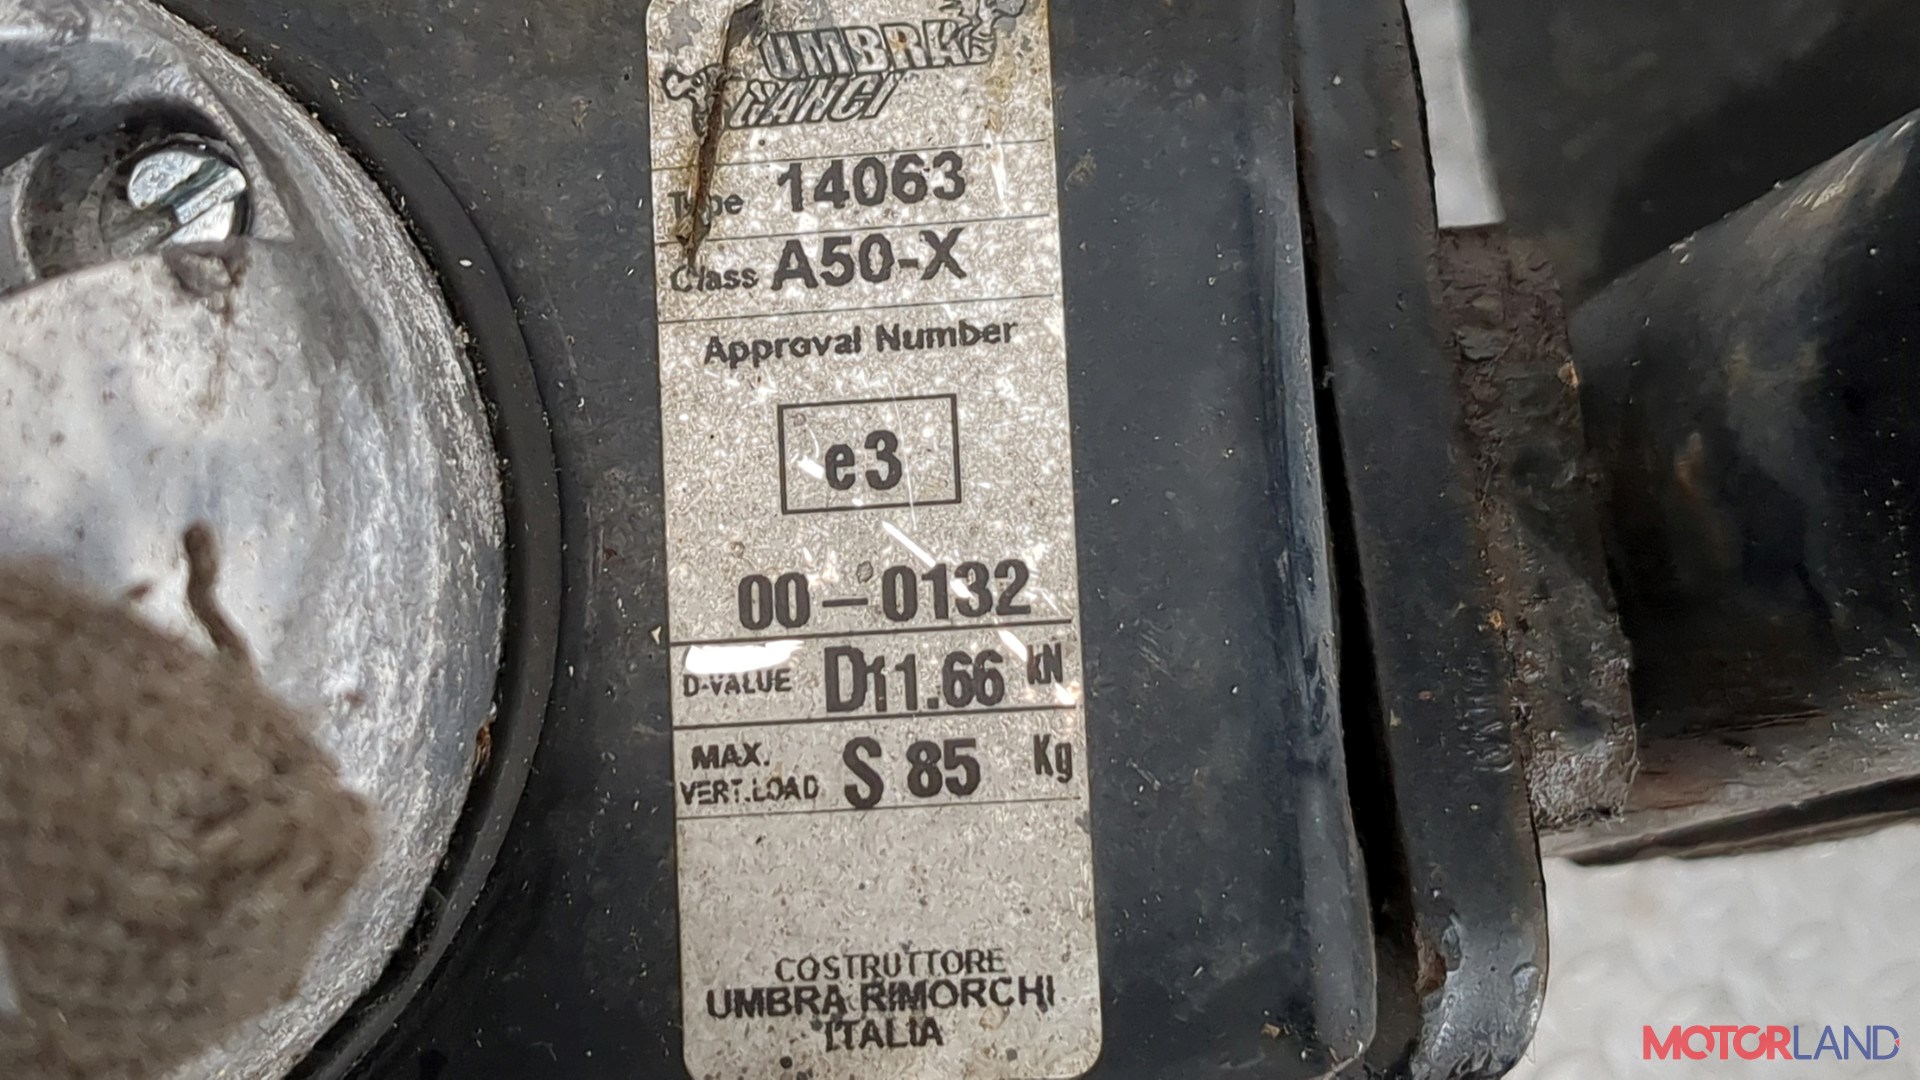 UMBRA
GANCI
Type 14063
Class A50-X
Approval Number
e3
00-0132
D-VALUE D11.66 kN
MAX.
VERT.LOAD S 85 Kg
COSTRUTTORE
UMBRA RIMORCHI
ITALIA
MOTORLAND